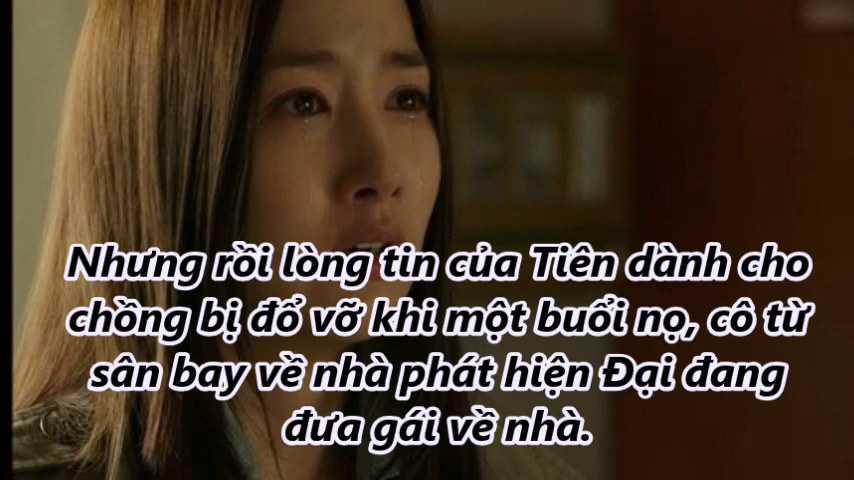 Nhưng rồi lòng tin của Tiên dành cho
chồng bị đổ vỡ khi một buổi nọ, cô từ
sân bay về nhà phát hiện Đại đang
đưa gái về nhà.